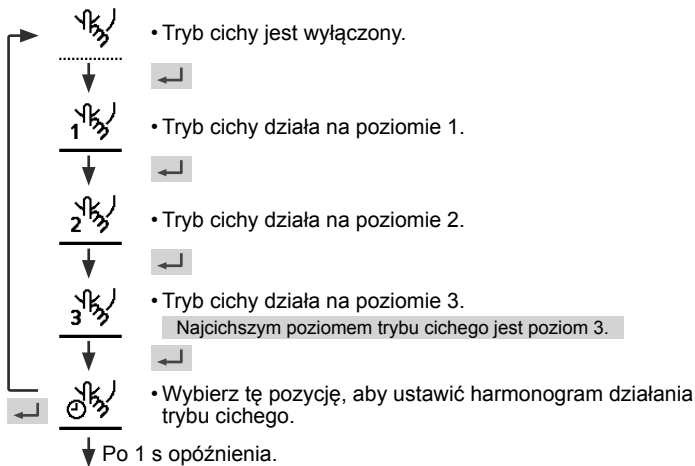 • Tryb cichy jest wyłączony.
1
• Tryb cichy działa na poziomie 1.
2
• Tryb cichy działa na poziomie 2.
3
• Tryb cichy działa na poziomie 3.
Najcichszym poziomem trybu cichego jest poziom 3.
• Wybierz tę pozycję, aby ustawić harmonogram działania
trybu cichego.
Po 1 s opóźnienia.